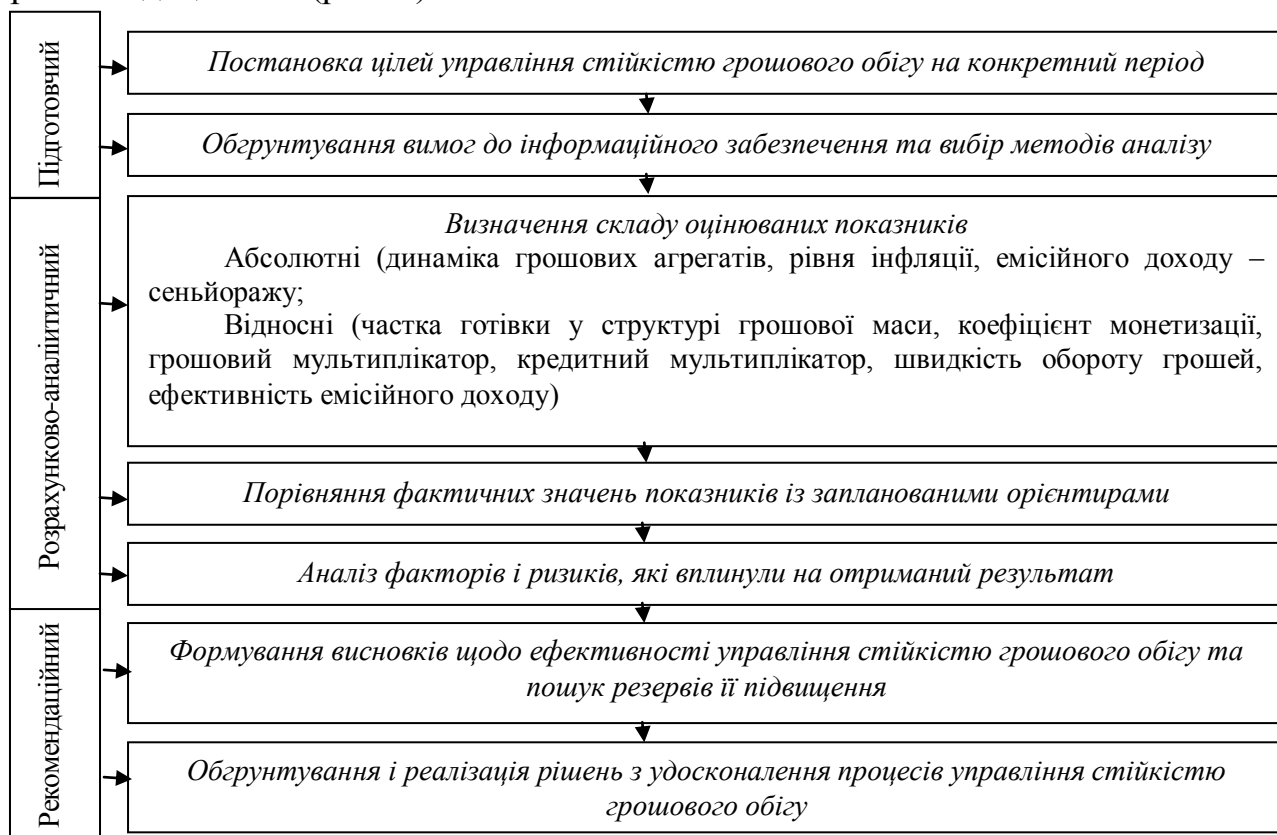 Підготовчий
Постановка цілей управління стійкістю грошового обігу на конкретний період
Обгрунтування вимог до інформаційного забезпечення та вибір методів аналізу
Розрахунково-аналітичний
Визначення складу оцінюваних показників
Абсолютні (динаміка грошових агрегатів, рівня інфляції, емісійного доходу –
сеньйоражу;
Відносні (частка готівки у структурі грошової маси, коефіцієнт монетизації,
грошовий мультиплікатор, кредитний мультиплікатор, швидкість обороту грошей,
ефективність емісійного доходу)
Порівняння фактичних значень показників із запланованими орієнтирами
Аналіз факторів і ризиків, які вплинули на отриманий результат
Рекомендаційний
Формування висновків щодо ефективності управління стійкістю грошового обігу та
пошук резервів її підвищення
Обгрунтування і реалізація рішень з удосконалення процесів управління стійкістю
грошового обігу